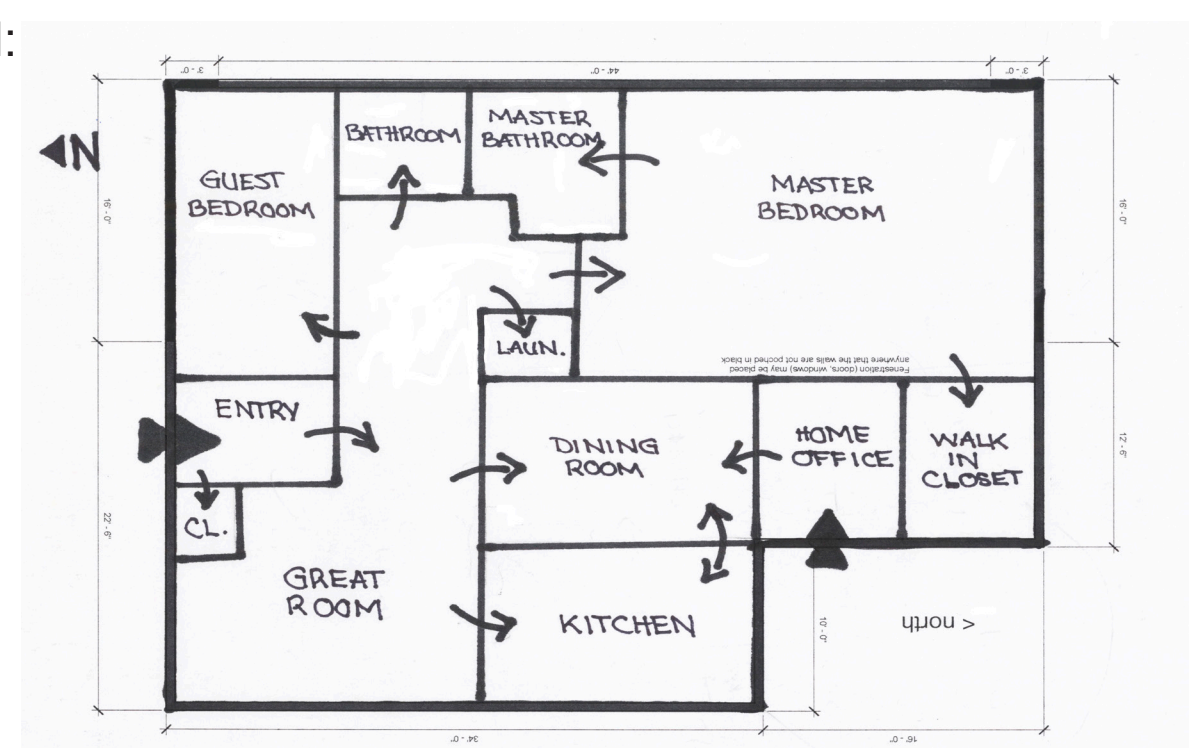 :
3' - 0"
44' - 0"
3' - 0"
N
BATHROOM
MASTER
BATHROOM
GUEST
BEDROOM
MASTER
BEDROOM
16' - 0"
16' - 0"
LAUN.
Fenestration (doors, windows) may be placed
anywhere that the walls are not poched in black
ENTRY
DINING
ROOM
HOME
OFFICE
WALK
IN
CLOSET
12' - 6"
22' - 6"
CL.
GREAT
ROOM
KITCHEN
10' - 0"
< north
34' - 0"
16' - 0"